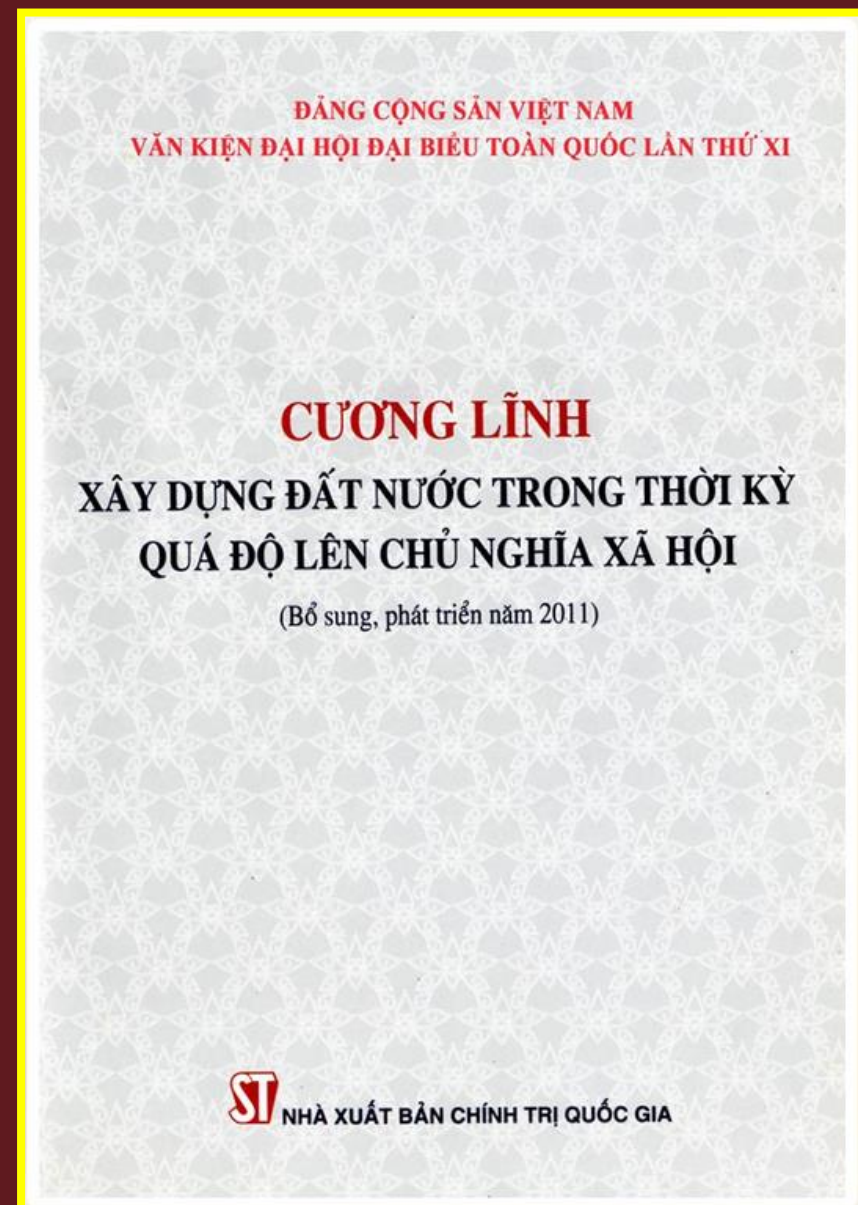 ĐẢNG CỘNG SẢN VIỆT NAM
VĂN KIỆN ĐẠI HỘI ĐẠI BIỂU TOÀN QUỐC LẦN THỨ XI
CƯƠNG LĨNH
XÂY DỰNG ĐẤT NƯỚC TRONG THỜI KỲ
QUÁ ĐỘ LÊN CHỦ NGHĨA XÃ HỘI
(Bổ sung, phát triển năm 2011)
ST NHÀ XUẤT BẢN CHÍNH TRỊ QUỐC GIA